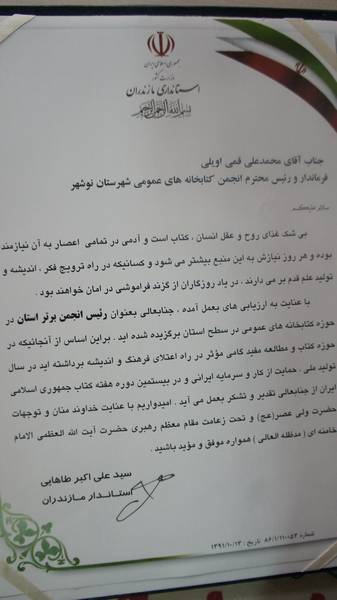 جمهوری اسلامی ایران
وزارت کشور
استانداری مازندران
بسم الله الرحمن الرحیم
جناب آقای محمدعلی قمی اویلی
فرماندار و رئیس محترم انجمن کتابخانه های عمومی شهرستان نوشهر
سلام علیکم
بی شک غذای روح و عقل انسان ، کتاب است و آدمی در تمامی اعصار به آن نیازمند
بوده و هر روز نیازش به این منبع بیشتر می شود و کسانیکه در راه ترویج فکر ، اندیشه و
تولید علم قدم بر می دارند ، در یاد روزگاران از گزند فراموشی در امان خواهند بود .
با عنایت به ارزیابی های بعمل آمده ، جنابعالی بعنوان رئیس انجمن برتر استان در
حوزه کتابخانه های عمومی در سطح استان برگزیده شده اید . براین اساس از آنجائیکه در
حوزه کتاب و مطالعه مفید گامی مؤثر در راه اعتلای فرهنگ و اندیشه برداشته اید در سال
تولید ملی . حمایت از کار و سرمایه ایرانی و در بیستمین دوره هفته کتاب جمهوری اسلامی
ایران از جنابعالی تقدیر و تشکر بعمل می آید . امیدواریم با عنایت خداوند منان و توجهات
حضرت ولی عصر(عج) و تحت زعامت مقام معظم رهبری حضرت آیت الله العظمی الامام
خامنه ای ( مدظله العالی ) همواره موفق و مؤید باشید .
سید علی اکبر طاهایی
استاندار مازندران
شماره ۸۶/۱/۱۱۰۰۵۳ تاریخ : ۱۳۹۱/۱۰/۲۳